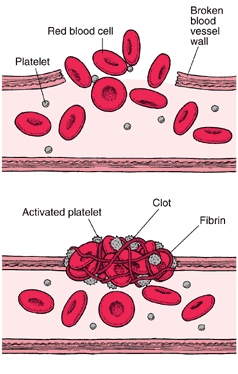 Broken
blood
vessel
wall
Red blood cell
Platelet
Clot
Activated platelet
Fibrin